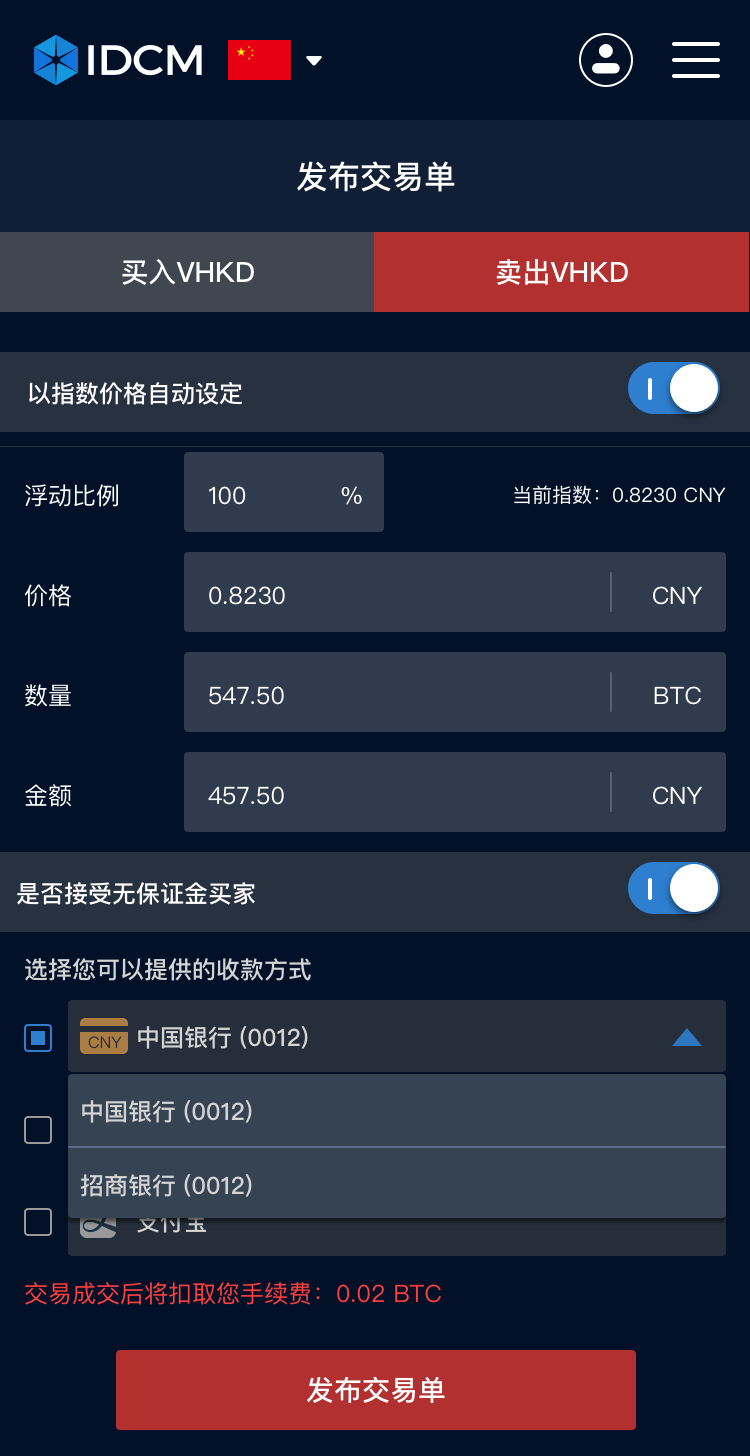 IDCM
发布交易单
买入VHKD 卖出VHKD
以指数价格自动设定
浮动比例 100 % 当前指数：0.8230 CNY
价格 0.8230 CNY
数量 547.50 BTC
金额 457.50 CNY
是否接受无保证金买家
选择您可以提供的收款方式
CNY 中国银行 (0012)
中国银行 (0012)
招商银行 (0012)
支付宝
交易成交后将扣取您手续费：0.02 BTC
发布交易单